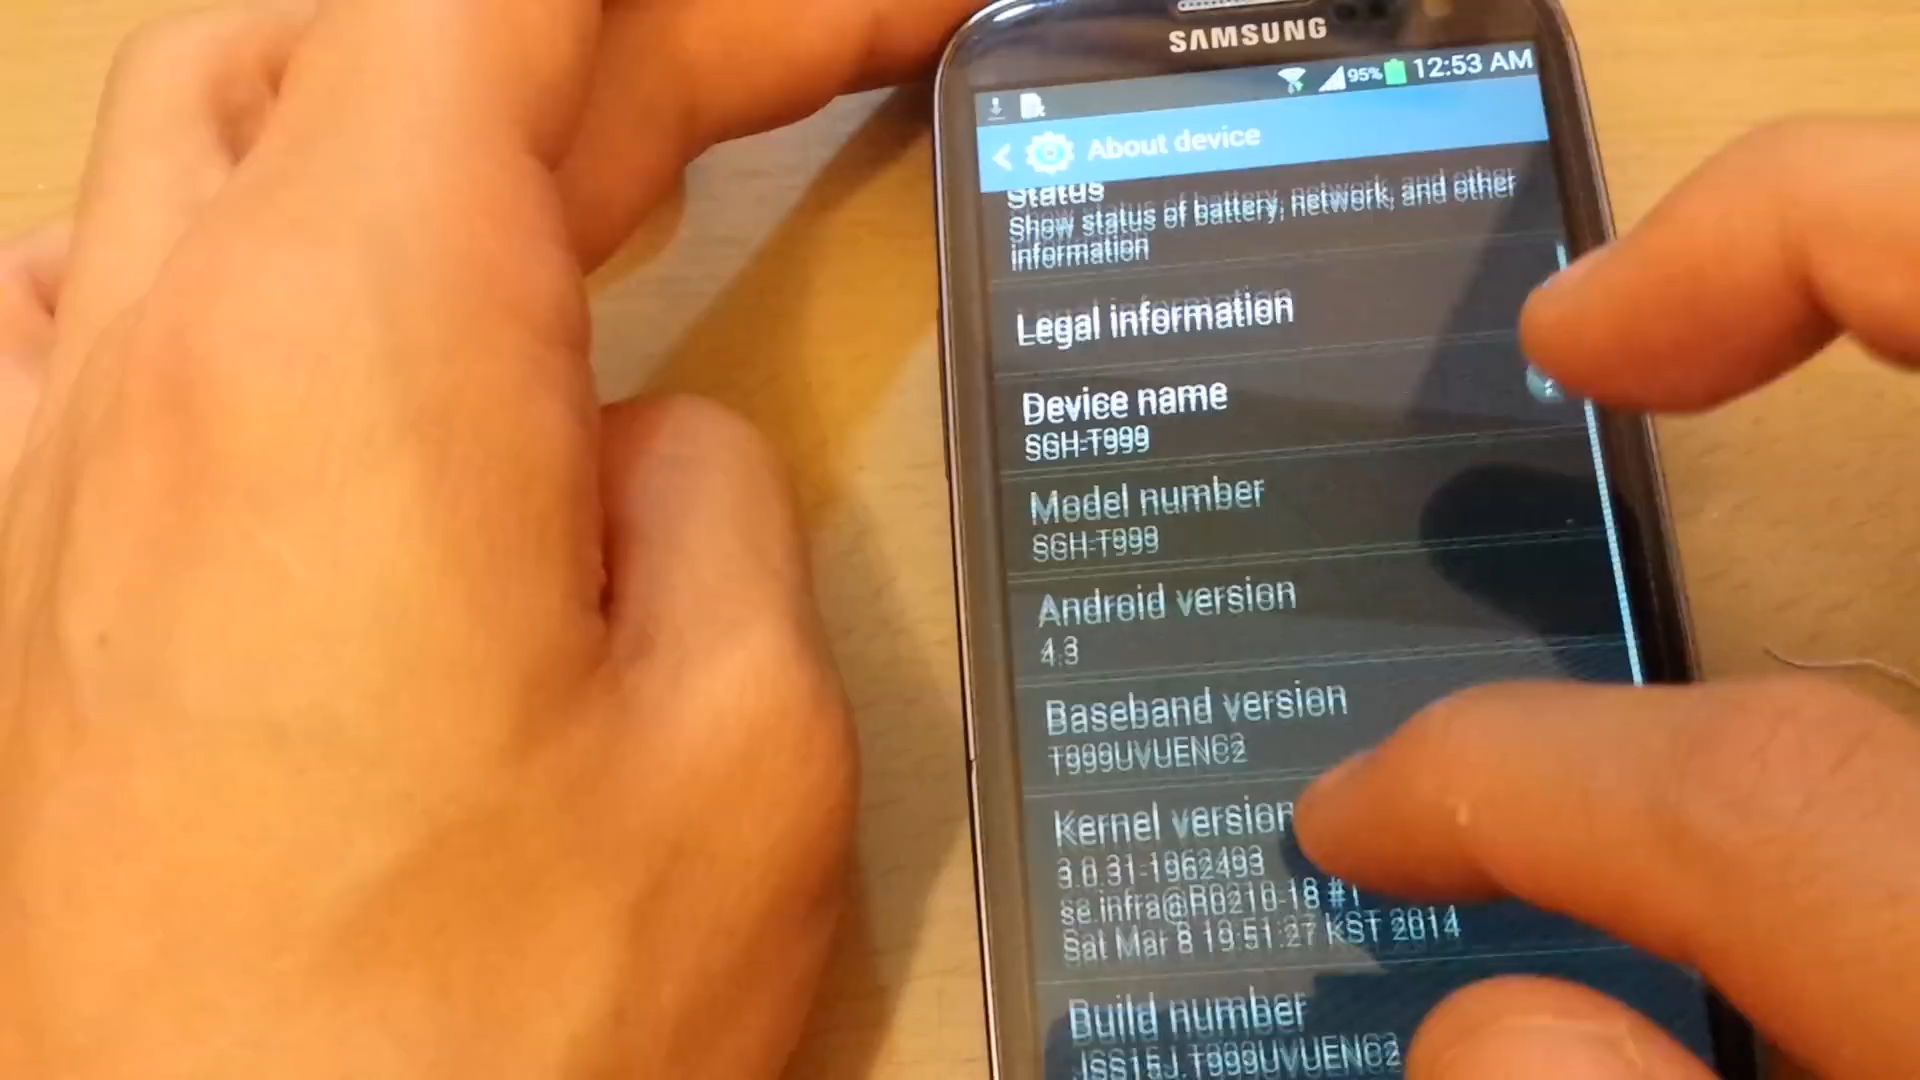 SAMSUNG
95% 12:53 AM
< About device
Status
Show status of battery, network, and other
information
Legal information
Device name
SGH-T999
Model number
SGH-T999
Android version
4.3
Baseband version
T999UVUENC2
Kernel version
3.0.31-1962493
se.infra@R0210-18 #1
Sat Mar 8 19:51:27 KST 2014
Build number
JSS15J.T999UVUENC2